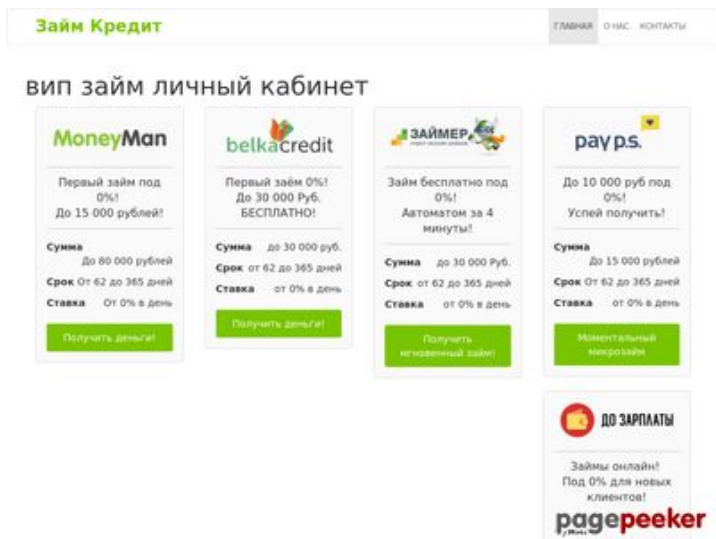 Займ Кредит
ГЛАВНАЯ О НАС. КОНТАКТЫ
вип займ личный кабинет
MoneyMan
Первый займ под
0%!
До 15 000 рублей!
Сумма
До 80 000 рублей
Срок От 62 до 365 дней
Ставка От 0% в день
Получить деньги!
belkacredit
Первый заём 0%!
До 30 000 Руб.
БЕСПЛАТНО!
Сумма до 30 000 руб.
Срок от 62 до 365 дней
Ставка от 0% в день
Получить деньги!
ЗАЙМЕР
Займ бесплатно под
0%!
Автоматом за 4
минуты!
Сумма до 30 000 Руб.
Срок от 62 до 365 дней
Ставка от 0% в день
Получить
мгновенный займ!
pay p.s.
До 10 000 руб под
0%!
Успей получить!
Сумма
До 15 000 рублей
Срок От 62 до 365 дней
Ставка от 0% в день
Моментальный
микрозайм
ДО ЗАРПЛАТЫ
Займы онлайн!
Под 0% для новых
клиентов!
pagepeeker